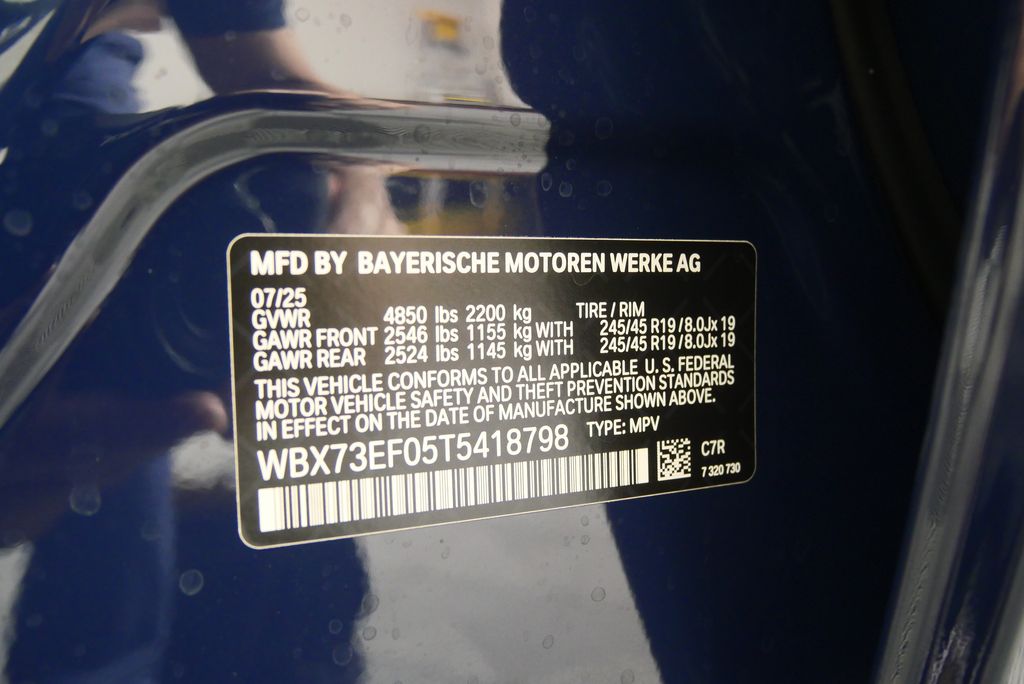 MFD BY BAYERISCHE MOTOREN WERKE AG
07/25
GVWR 4850 lbs 2200 kg TIRE / RIM
GAWR FRONT 2546 lbs 1155 kg WITH 245/45 R19 / 8.0Jx 19
GAWR REAR 2524 lbs 1145 kg WITH 245/45 R19 / 8.0Jx 19
THIS VEHICLE CONFORMS TO ALL APPLICABLE U. S. FEDERAL
MOTOR VEHICLE SAFETY AND THEFT PREVENTION STANDARDS
IN EFFECT ON THE DATE OF MANUFACTURE SHOWN ABOVE.
WBX73EF05T5418798 TYPE: MPV
C7R
7 320 730